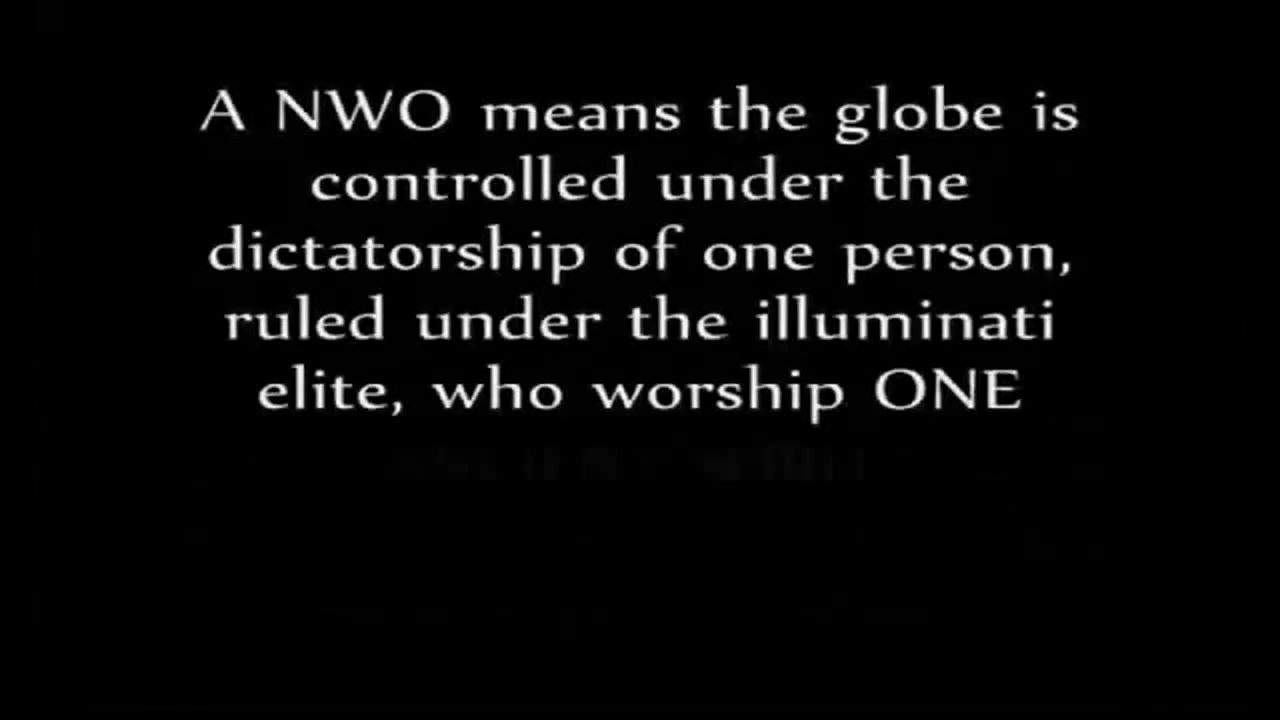 A NWO means the globe is
controlled under the
dictatorship of one person,
ruled under the illuminati
elite, who worship ONE